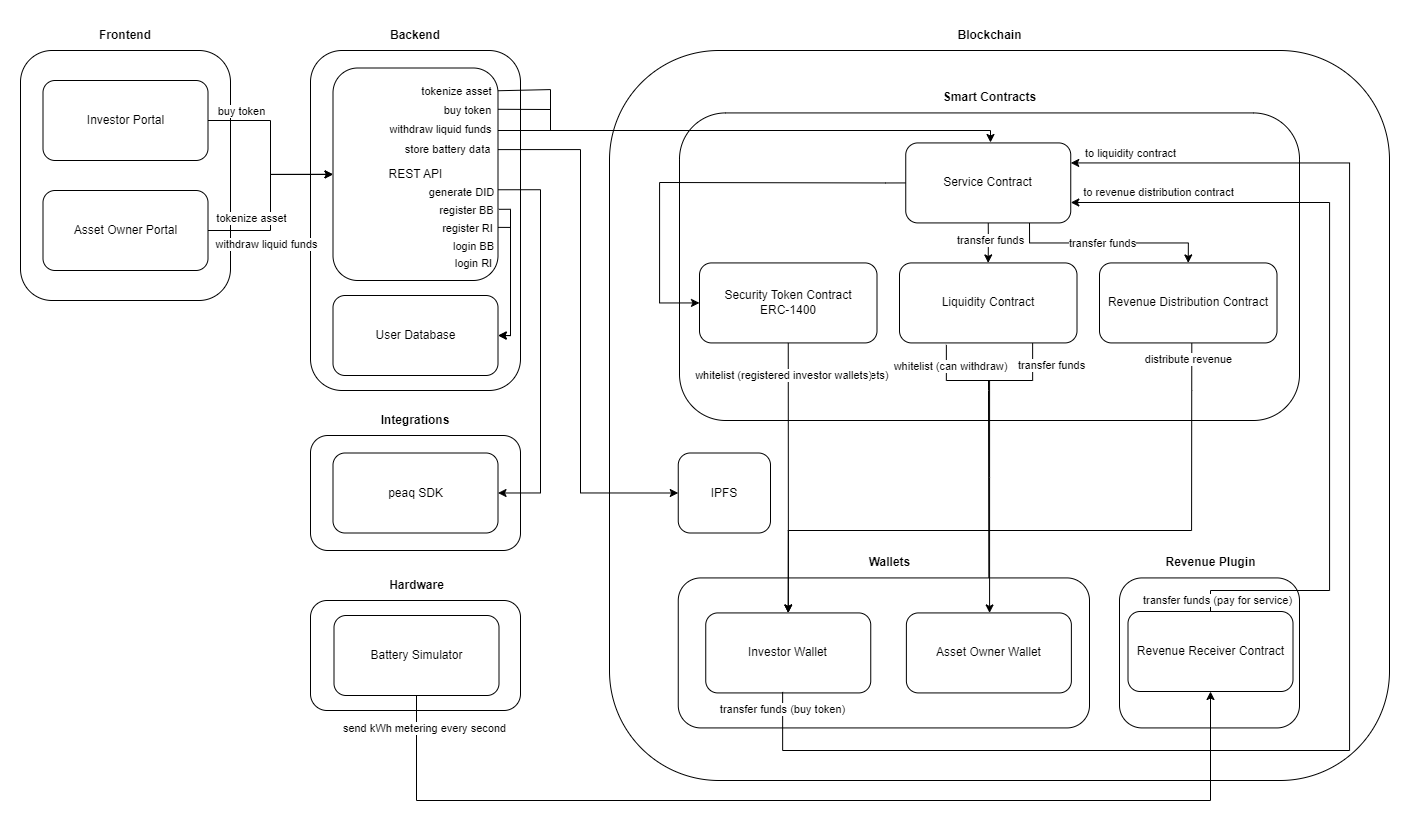 Frontend
Backend
Blockchain
Investor Portal
buy token
Asset Owner Portal
tokenize asset
withdraw liquid funds
tokenize asset
buy token
withdraw liquid funds
store battery data
REST API
generate DID
register BB
register RI
login BB
login RI
User Database
Integrations
peaq SDK
Hardware
Battery Simulator
send kWh metering every second
Smart Contracts
Service Contract
to liquidity contract
to revenue distribution contract
transfer funds
transfer funds
Security Token Contract
ERC-1400
Liquidity Contract
Revenue Distribution Contract
whitelist (registered investor wallets)ets)
whitelist (can withdraw)
transfer funds
distribute revenue
IPFS
Wallets
Investor Wallet
Asset Owner Wallet
transfer funds (buy token)
Revenue Plugin
transfer funds (pay for service)
Revenue Receiver Contract